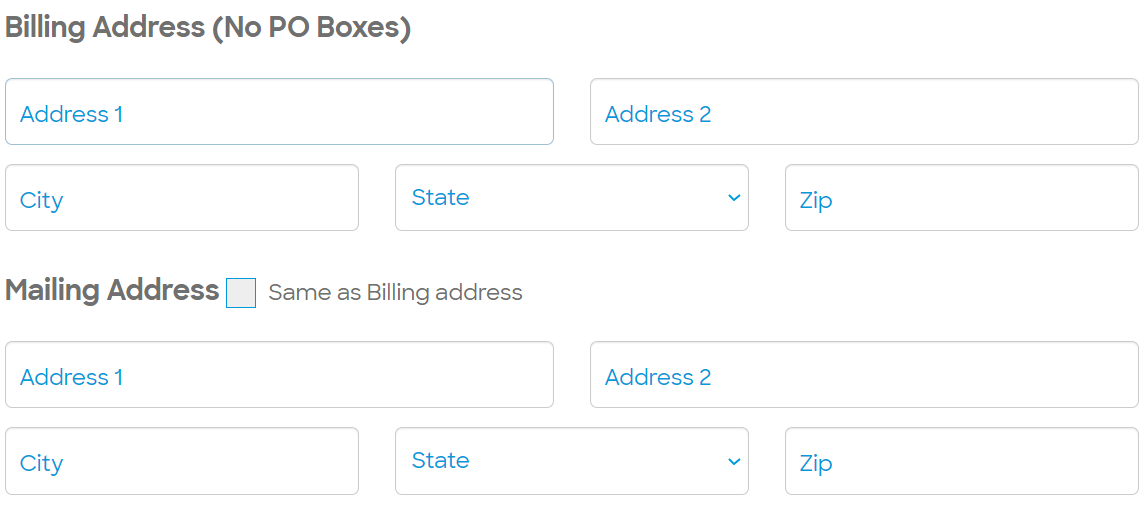 Billing Address (No PO Boxes)
Address 1 Address 2
City State Zip
Mailing Address Same as Billing address
Address 1 Address 2
City State Zip